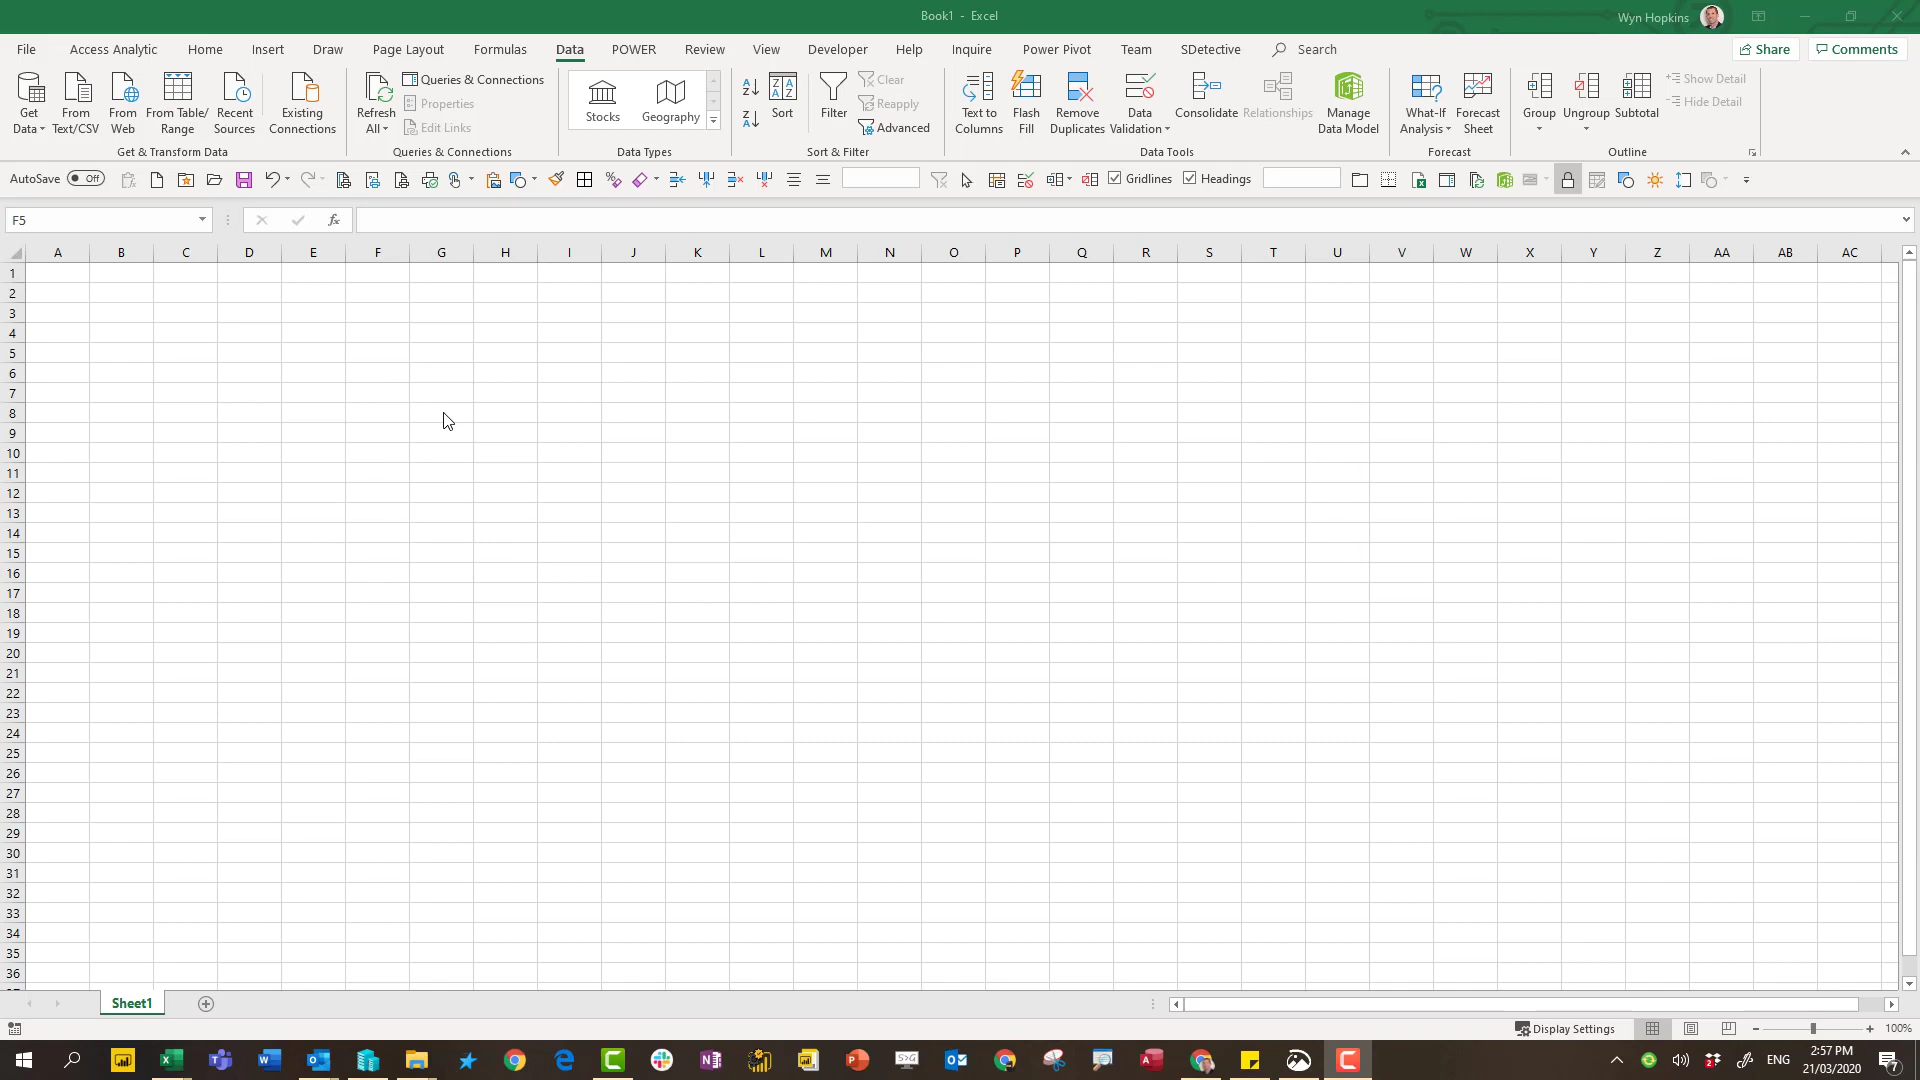 Book1 - Excel
Wyn Hopkins
File Access Analytic Home Insert Draw Page Layout Formulas Data POWER Review View Developer Help Inquire Power Pivot Team SDetective Search Share Comments
Get Data
From Text/CSV
From Web
From Table/ Range
Recent Sources
Existing Connections
Get & Transform Data
Refresh All
Queries & Connections
Properties
Edit Links
Queries & Connections
Stocks
Geography
Data Types
Sort
Filter
Clear
Reapply
Advanced
Sort & Filter
Text to Columns
Flash Fill
Remove Duplicates
Data Validation
Consolidate
Relationships
Manage Data Model
Data Tools
What-If Analysis
Forecast Sheet
Forecast
Group
Ungroup
Subtotal
Show Detail
Hide Detail
Outline
AutoSave Off
Gridlines
Headings
F5
fx
A B C D E F G H I J K L M N O P Q R S T U V W X Y Z AA AB AC
1
2
3
4
5
6
7
8
9
10
11
12
13
14
15
16
17
18
19
20
21
22
23
24
25
26
27
28
29
30
31
32
33
34
35
36
Sheet1
Display Settings
100%
ENG
2:57 PM
21/03/2020
7